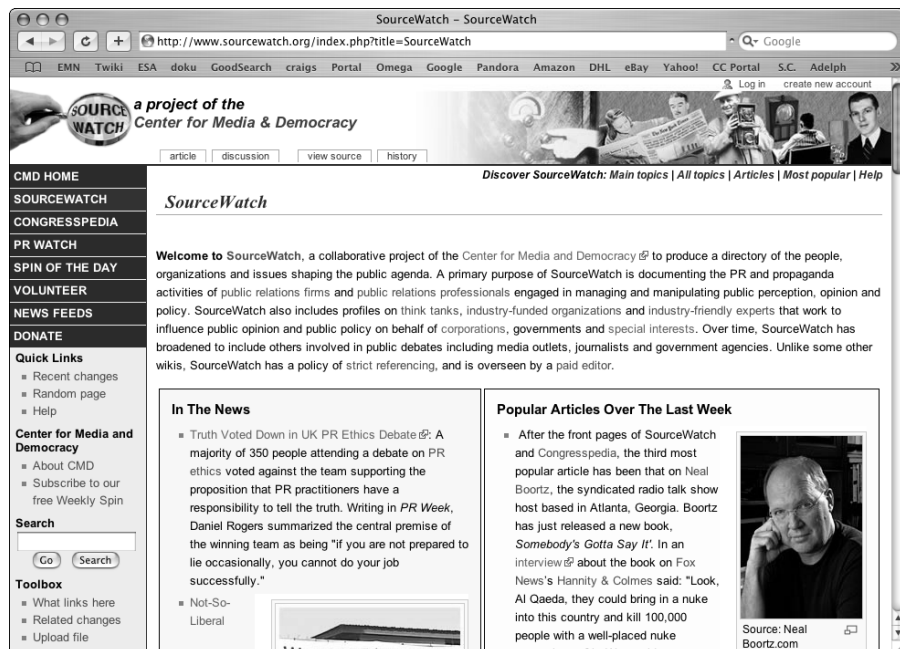 SourceWatch – SourceWatch
http://www.sourcewatch.org/index.php?title=SourceWatch
Google
EMN Twiki ESA doku GoodSearch craigs Portal Omega Google Pandora Amazon DHL eBay Yahoo! CC Portal S.C. Adelph
Log in create new account
SOURCE
WATCH
a project of the
Center for Media & Democracy
article discussion view source history
CMD HOME
SOURCEWATCH
CONGRESSPEDIA
PR WATCH
SPIN OF THE DAY
VOLUNTEER
NEWS FEEDS
DONATE
Quick Links
Recent changes
Random page
Help
Center for Media and
Democracy
About CMD
Subscribe to our
free Weekly Spin
Search
Go Search
Toolbox
What links here
Related changes
Upload file
Discover SourceWatch: Main topics | All topics | Articles | Most popular | Help
SourceWatch
Welcome to SourceWatch, a collaborative project of the Center for Media and Democracy to produce a directory of the people,
organizations and issues shaping the public agenda. A primary purpose of SourceWatch is documenting the PR and propaganda
activities of public relations firms and public relations professionals engaged in managing and manipulating public perception, opinion and
policy. SourceWatch also includes profiles on think tanks, industry-funded organizations and industry-friendly experts that work to
influence public opinion and public policy on behalf of corporations, governments and special interests. Over time, SourceWatch has
broadened to include others involved in public debates including media outlets, journalists and government agencies. Unlike some other
wikis, SourceWatch has a policy of strict referencing, and is overseen by a paid editor.
In The News
Truth Voted Down in UK PR Ethics Debate: A
majority of 350 people attending a debate on PR
ethics voted against the team supporting the
proposition that PR practitioners have a
responsibility to tell the truth. Writing in PR Week,
Daniel Rogers summarized the central premise of
the winning team as being "if you are not prepared to
lie occasionally, you cannot do your job
successfully."
Not-So-
Liberal
Popular Articles Over The Last Week
After the front pages of SourceWatch
and Congresspedia, the third most
popular article has been that on Neal
Boortz, the syndicated radio talk show
host based in Atlanta, Georgia. Boortz
has just released a new book,
Somebody's Gotta Say It'. In an
interview about the book on Fox
News's Hannity & Colmes said: "Look,
Al Qaeda, they could bring in a nuke
into this country and kill 100,000
people with a well-placed nuke
Source: Neal
Boortz.com